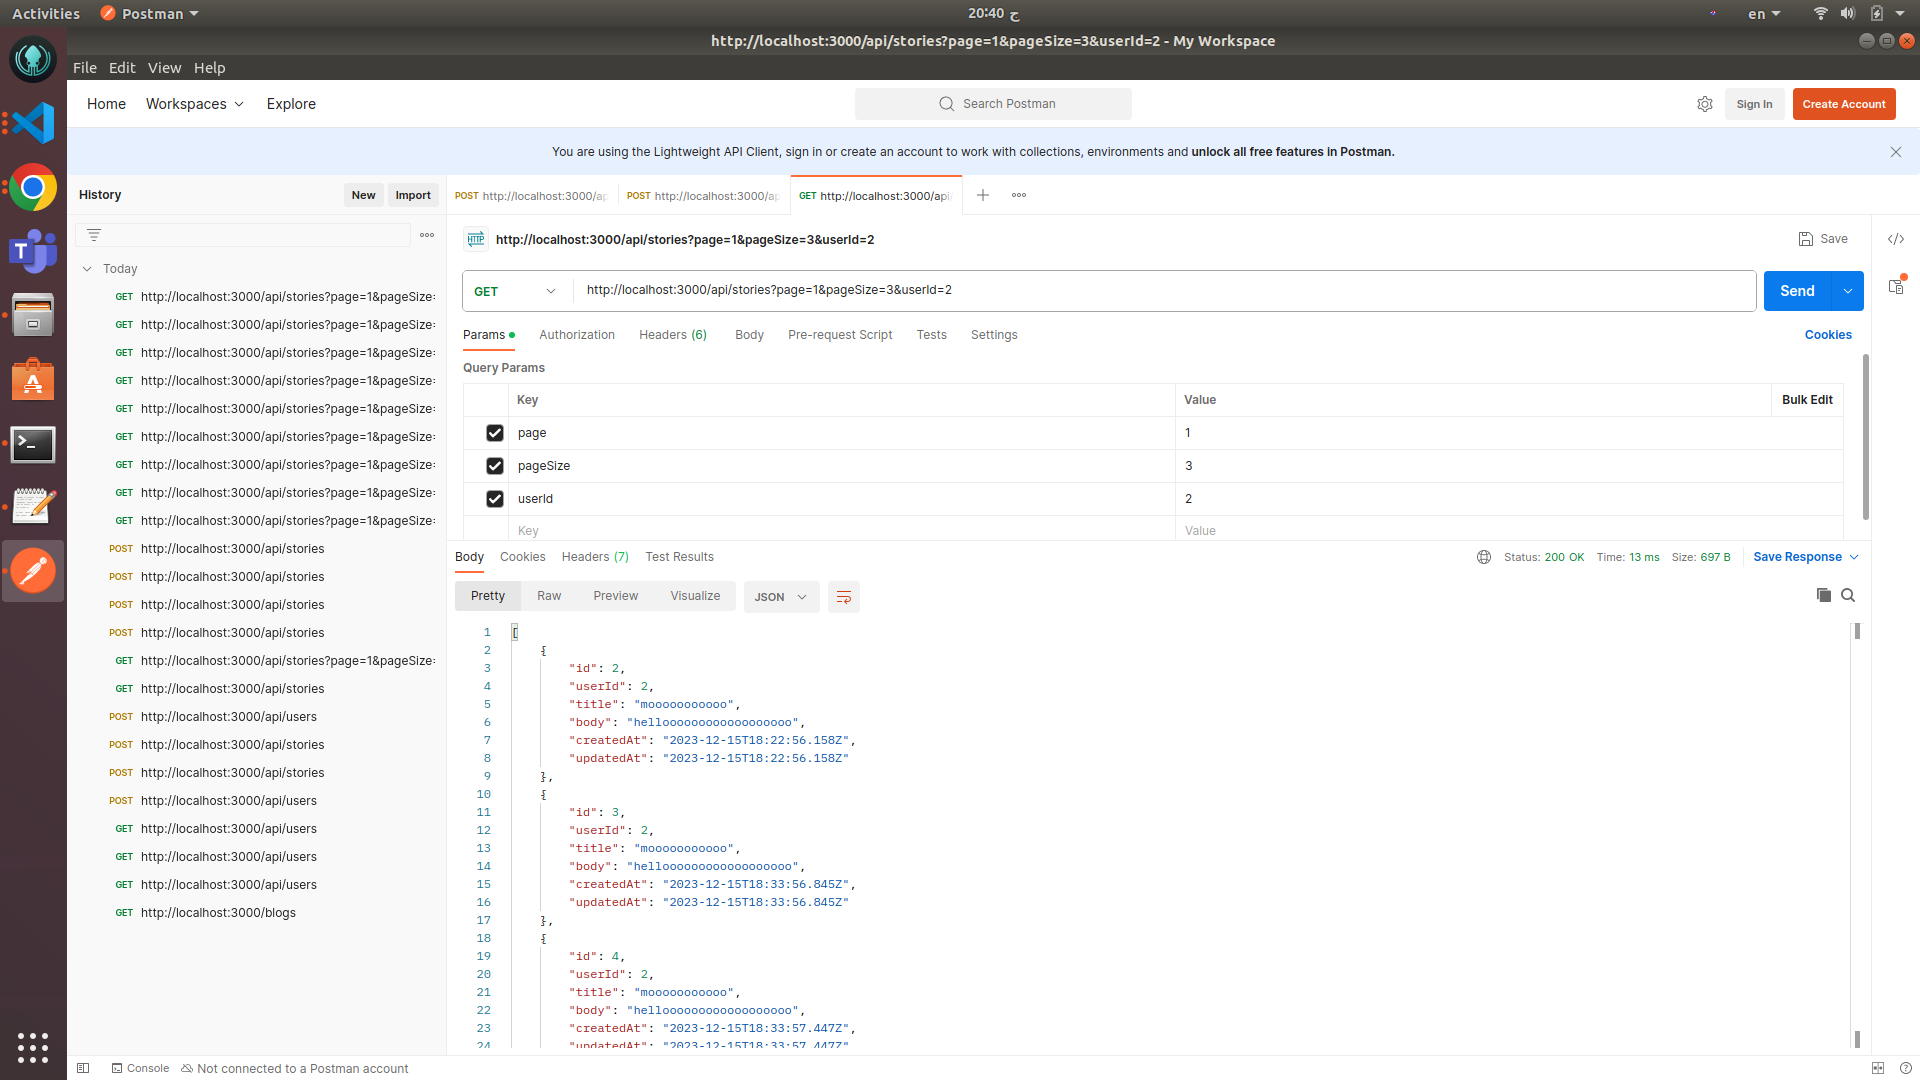 Activities
Postman
20:40 ح
en
http://localhost:3000/api/stories?page=1&pageSize=3&userId=2 - My Workspace
File Edit View Help
Home Workspaces Explore
Search Postman
Sign In
Create Account
You are using the Lightweight API Client, sign in or create an account to work with collections, environments and unlock all free features in Postman.
History
New
Import
POST http://localhost:3000/ap
POST http://localhost:3000/ap
GET http://localhost:3000/api
HTTP
http://localhost:3000/api/stories?page=1&pageSize=3&userId=2
Save
Today
GET http://localhost:3000/api/stories?page=1&pageSize=
GET http://localhost:3000/api/stories?page=1&pageSize=
GET http://localhost:3000/api/stories?page=1&pageSize=
GET http://localhost:3000/api/stories?page=1&pageSize=
GET http://localhost:3000/api/stories?page=1&pageSize=
GET http://localhost:3000/api/stories?page=1&pageSize=
GET http://localhost:3000/api/stories?page=1&pageSize=
GET http://localhost:3000/api/stories?page=1&pageSize=
GET http://localhost:3000/api/stories?page=1&pageSize=
POST http://localhost:3000/api/stories
POST http://localhost:3000/api/stories
POST http://localhost:3000/api/stories
POST http://localhost:3000/api/stories
GET http://localhost:3000/api/stories?page=1&pageSize=
GET http://localhost:3000/api/stories
POST http://localhost:3000/api/users
POST http://localhost:3000/api/stories
POST http://localhost:3000/api/stories
POST http://localhost:3000/api/users
GET http://localhost:3000/api/users
GET http://localhost:3000/api/users
GET http://localhost:3000/api/users
GET http://localhost:3000/blogs
GET http://localhost:3000/api/stories?page=1&pageSize=3&userId=2
Send
Params Authorization Headers (6) Body Pre-request Script Tests Settings
Cookies
Query Params
Key Value Bulk Edit
page 1
pageSize 3
userId 2
Key Value
Body Cookies Headers (7) Test Results
Status: 200 OK Time: 13 ms Size: 697 B
Save Response
Pretty Raw Preview Visualize JSON
1 [
2 {
3 "id": 2,
4 "userId": 2,
5 "title": "mooooooooooo",
6 "body": "hellooooooooooooooooooo",
7 "createdAt": "2023-12-15T18:22:56.158Z",
8 "updatedAt": "2023-12-15T18:22:56.158Z"
9 },
10 {
11 "id": 3,
12 "userId": 2,
13 "title": "mooooooooooo",
14 "body": "hellooooooooooooooooooo",
15 "createdAt": "2023-12-15T18:33:56.845Z",
16 "updatedAt": "2023-12-15T18:33:56.845Z"
17 },
18 {
19 "id": 4,
20 "userId": 2,
21 "title": "mooooooooooo",
22 "body": "hellooooooooooooooooooo",
23 "createdAt": "2023-12-15T18:33:57.447Z",
24 "updatedAt": "2023-12-15T18:33:57.447Z"
Console
Not connected to a Postman account